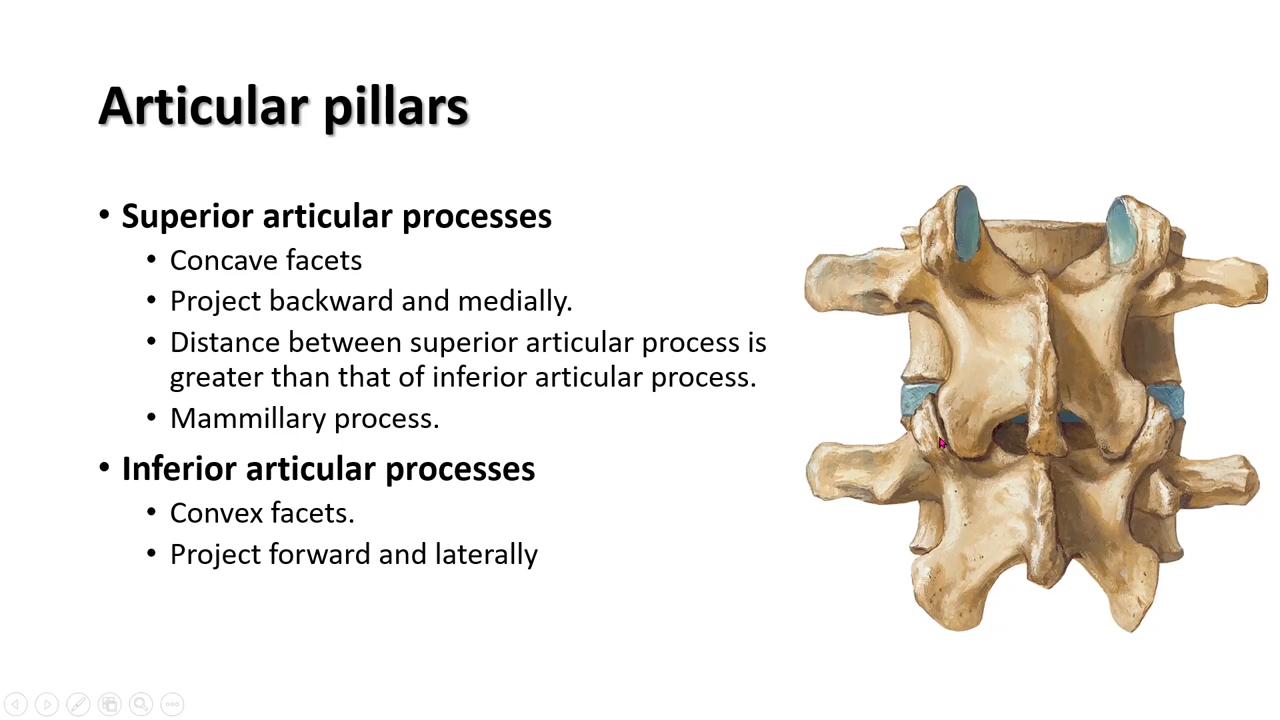 Articular pillars
• Superior articular processes
• Concave facets
• Project backward and medially.
• Distance between superior articular process is
greater than that of inferior articular process.
• Mammillary process.
• Inferior articular processes
• Convex facets.
• Project forward and laterally